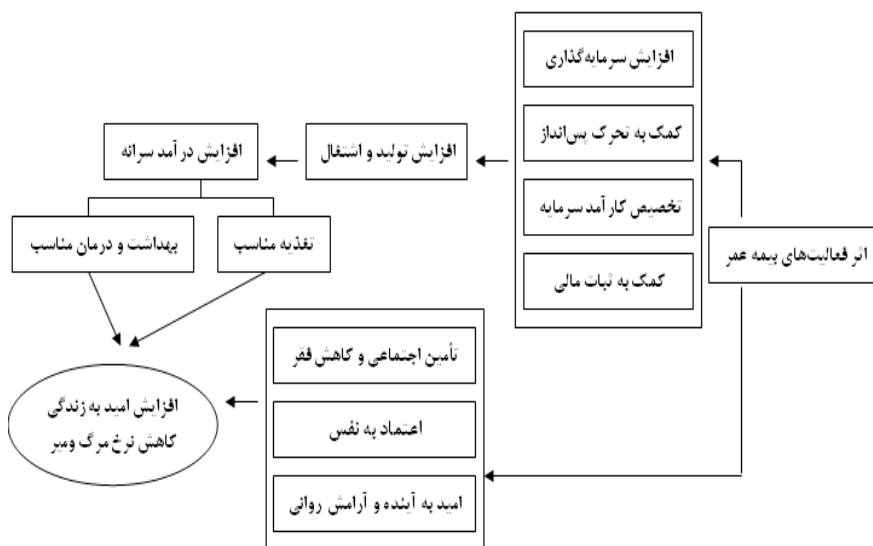 اثر فعالیت‌های بیمه عمر
افزایش سرمایه‌گذاری
کمک به تحرک پس‌انداز
تخصیص کارآمد سرمایه
کمک به ثبات مالی
افزایش تولید و اشتغال
افزایش درآمد سرانه
تغذیه مناسب
بهداشت و درمان مناسب
تأمین اجتماعی و کاهش فقر
اعتماد به نفس
امید به آینده و آرامش روانی
افزایش امید به زندگی
کاهش نرخ مرگ ومیر